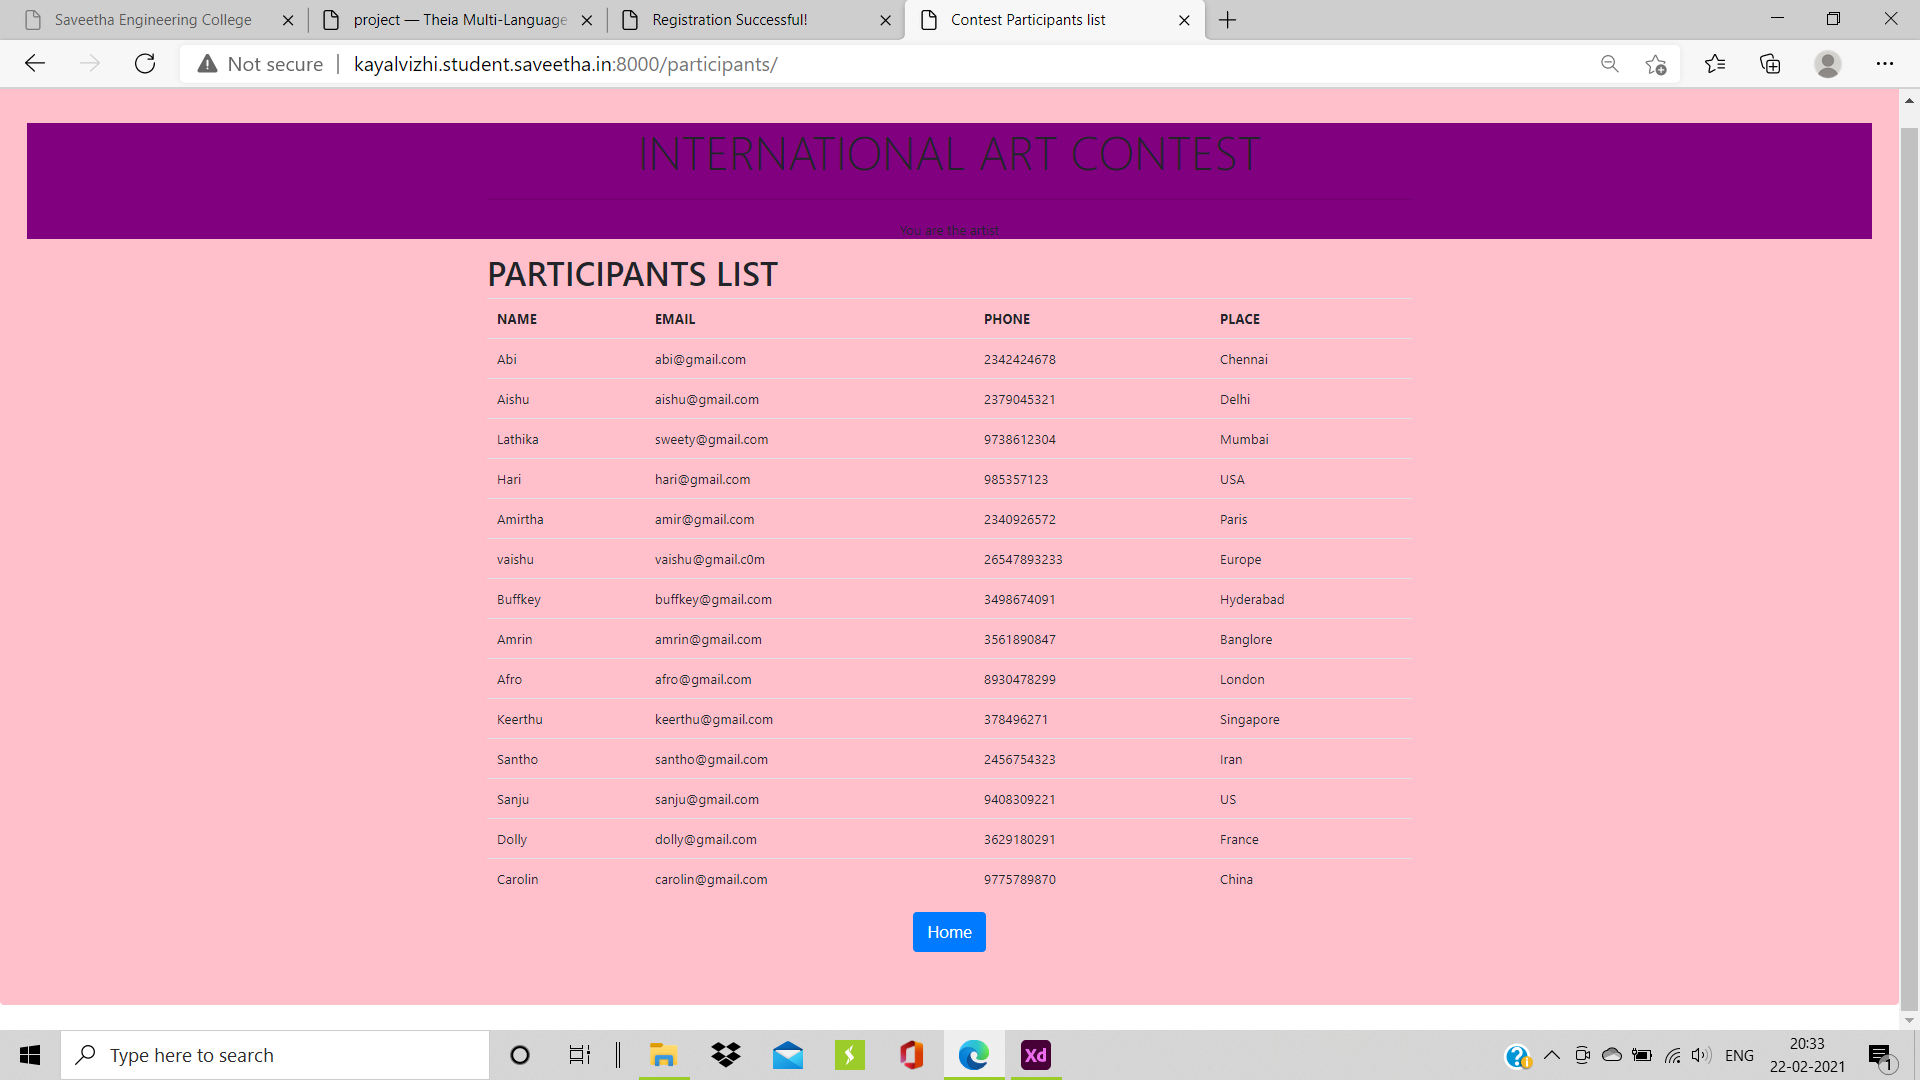 Saveetha Engineering College
project — Theia Multi-Language
Registration Successful!
Contest Participants list
Not secure
kayalvizhi.student.saveetha.in:8000/participants/
INTERNATIONAL ART CONTEST
You are the artist
PARTICIPANTS LIST
NAME EMAIL PHONE PLACE
Abi abi@gmail.com 2342424678 Chennai
Aishu aishu@gmail.com 2379045321 Delhi
Lathika sweety@gmail.com 9738612304 Mumbai
Hari hari@gmail.com 985357123 USA
Amirtha amir@gmail.com 2340926572 Paris
vaishu vaishu@gmail.c0m 26547893233 Europe
Buffkey buffkey@gmail.com 3498674091 Hyderabad
Amrin amrin@gmail.com 3561890847 Banglore
Afro afro@gmail.com 8930478299 London
Keerthu keerthu@gmail.com 378496271 Singapore
Santho santho@gmail.com 2456754323 Iran
Sanju sanju@gmail.com 9408309221 US
Dolly dolly@gmail.com 3629180291 France
Carolin carolin@gmail.com 9775789870 China
Home
Type here to search
Xd
ENG
20:33
22-02-2021
1